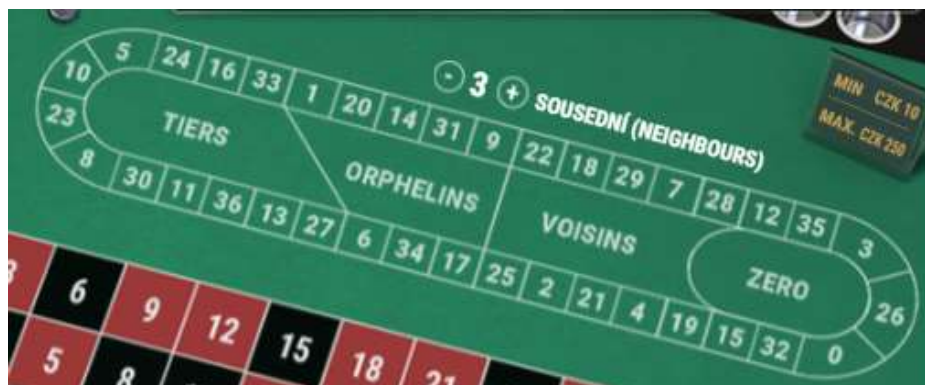 5 24 16 33 1 20 14 31 9 22 18 29 7 28 12 35 3
10
23
26
8 30 11 36 13 27 6 34 17 25 2 21 4 19 15 32 0
- 3 + SOUSEDNÍ (NEIGHBOURS)
MIN CZK 10
MAX. CZK 250
TIERS
ORPHELINS
VOISINS
ZERO
6 9 12 15 18 21
5 8